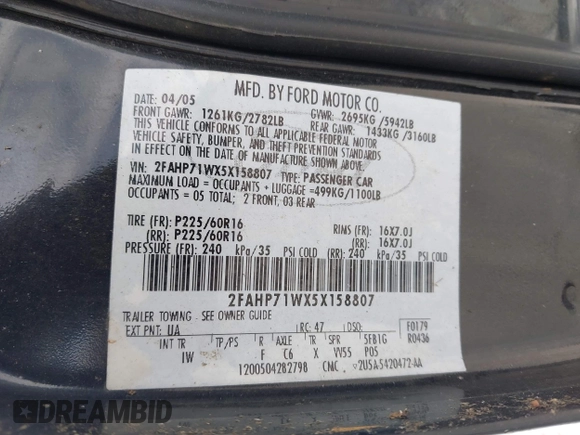 MFD. BY FORD MOTOR CO.
DATE: 04/05 GVWR: 2695KG/5942LB
FRONT GAWR: 1261KG/2782LB REAR GAWR: 1433KG/3160LB
THIS VEHICLE CONFORMS TO ALL APPLICABLE FEDERAL MOTOR
VEHICLE SAFETY, BUMPER, AND THEFT PREVENTION STANDARDS
IN EFFECT ON THE DATE OF MANUFACTURE SHOWN ABOVE.
VIN: 2FAHP71WX5X158807 TYPE: PASSENGER CAR
MAXIMUM LOAD = OCCUPANTS + LUGGAGE =499KG/1100LB
OCCUPANTS = 05 TOTAL; 2 FRONT, 03 REAR
TIRE (FR): P225/60R16 RIMS (FR): 16X7.0J
(RR): P225/60R16 (RR): 16X7.0J
PRESSURE (FR): 240 kPa/35 PSI COLD (RR): 240 kPa/35 PSI COLD
2FAHP71WX5X158807
TRAILER TOWING - SEE OWNER GUIDE
EXT PNT: UA RC: 47 DSO: F0179
R0436
INT TR TP/PS R AXLE TR SPR 5FB1G
IW F C6 X VV55 POS
1200504282798 CMC 2U5A5420472-AA
DREAMBID